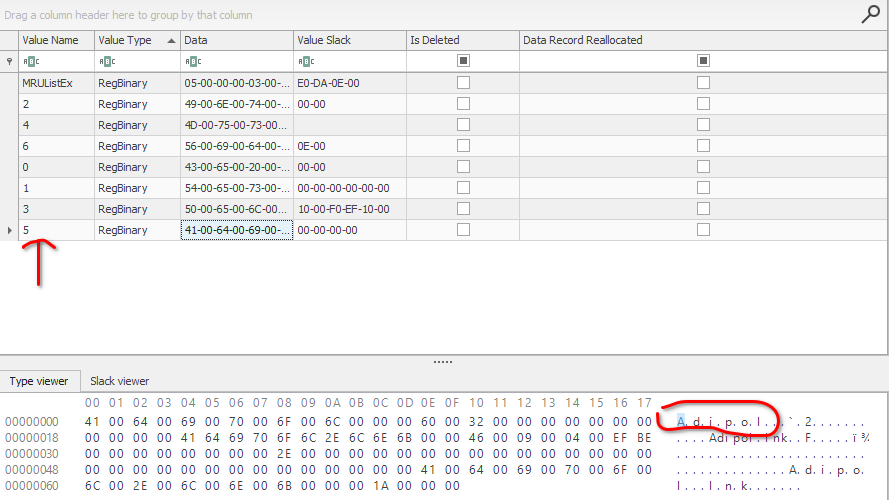 Drag a column header here to group by that column
Value Name Value Type Data Value Slack Is Deleted Data Record Reallocated
ABC ABC ABC ABC
MRUListEx RegBinary 05-00-00-00-03-00-... E0-DA-0E-00
2 RegBinary 49-00-6E-00-74-00-... 00-00
4 RegBinary 4D-00-75-00-73-00...
6 RegBinary 56-00-69-00-64-00-... 0E-00
0 RegBinary 43-00-65-00-20-00-... 00-00
1 RegBinary 54-00-65-00-73-00-... 00-00-00-00-00-00
3 RegBinary 50-00-65-00-6C-00... 10-00-F0-EF-10-00
5 RegBinary 41-00-64-00-69-00-... 00-00-00-00
Type viewer Slack viewer
00 01 02 03 04 05 06 07 08 09 0A 0B 0C 0D 0E 0F 10 11 12 13 14 15 16 17
00000000 41 00 64 00 69 00 70 00 6F 00 6C 00 00 00 60 00 32 00 00 00 00 00 00 00 A.d.i.p.o.l...`.2.......
00000018 00 00 00 00 41 64 69 70 6F 6C 2E 6C 6E 6B 00 00 46 00 09 00 04 00 EF BE ....Adipol.lnk..F.....ï¾
00000030 00 00 00 00 00 00 00 00 2E 00 00 00 00 00 00 00 00 00 00 00 00 00 00 00 ........................
00000048 00 00 00 00 00 00 00 00 00 00 00 00 00 00 41 00 64 00 69 00 70 00 6F 00 ..............A.d.i.p.o.
00000060 6C 00 2E 00 6C 00 6E 00 6B 00 00 00 1A 00 00 00 l...l.n.k.......